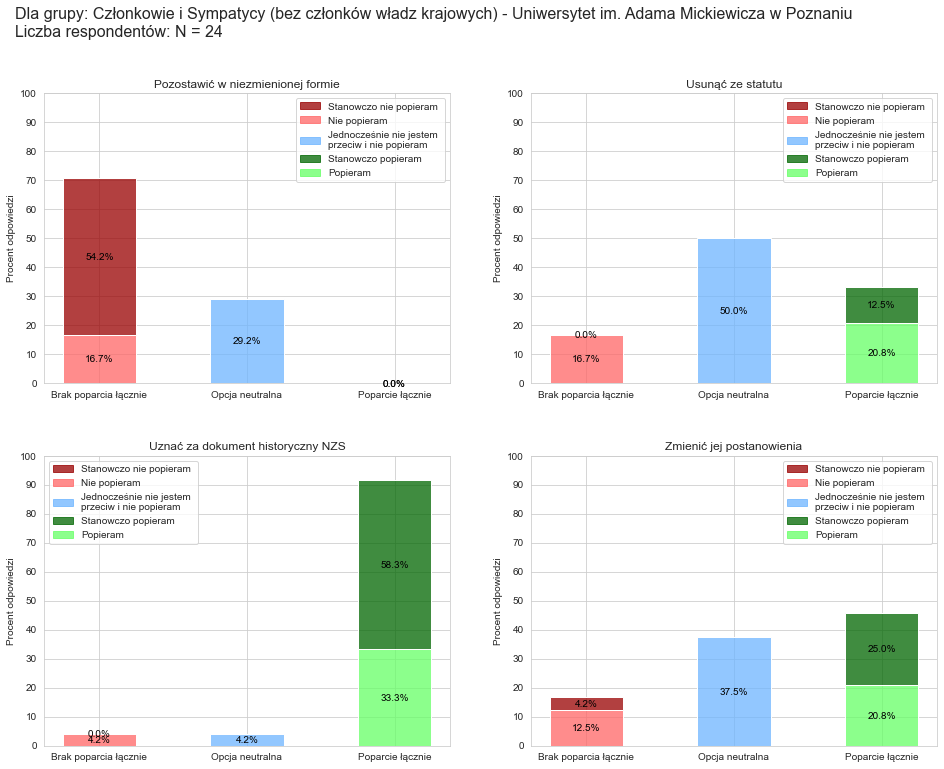 Dla grupy: Członkowie i Sympatycy (bez członków władz krajowych) - Uniwersytet im. Adama Mickiewicza w Poznaniu
Liczba respondentów: N = 24
Pozostawić w niezmienionej formie
Procent odpowiedzi
100
90
80
70
60
50
40
30
20
10
0
Stanowczo nie popieram
Nie popieram
Jednocześnie nie jestem
przeciw i nie popieram
Stanowczo popieram
Popieram
54.2%
16.7%
29.2%
0.0%
Brak poparcia łącznie
Opcja neutralna
Poparcie łącznie
Usunąć ze statutu
Procent odpowiedzi
100
90
80
70
60
50
40
30
20
10
0
Stanowczo nie popieram
Nie popieram
Jednocześnie nie jestem
przeciw i nie popieram
Stanowczo popieram
Popieram
0.0%
16.7%
50.0%
12.5%
20.8%
Brak poparcia łącznie
Opcja neutralna
Poparcie łącznie
Uznać za dokument historyczny NZS
Procent odpowiedzi
100
90
80
70
60
50
40
30
20
10
0
Stanowczo nie popieram
Nie popieram
Jednocześnie nie jestem
przeciw i nie popieram
Stanowczo popieram
Popieram
0.0%
4.2%
4.2%
58.3%
33.3%
Brak poparcia łącznie
Opcja neutralna
Poparcie łącznie
Zmienić jej postanowienia
Procent odpowiedzi
100
90
80
70
60
50
40
30
20
10
0
Stanowczo nie popieram
Nie popieram
Jednocześnie nie jestem
przeciw i nie popieram
Stanowczo popieram
Popieram
4.2%
12.5%
37.5%
25.0%
20.8%
Brak poparcia łącznie
Opcja neutralna
Poparcie łącznie